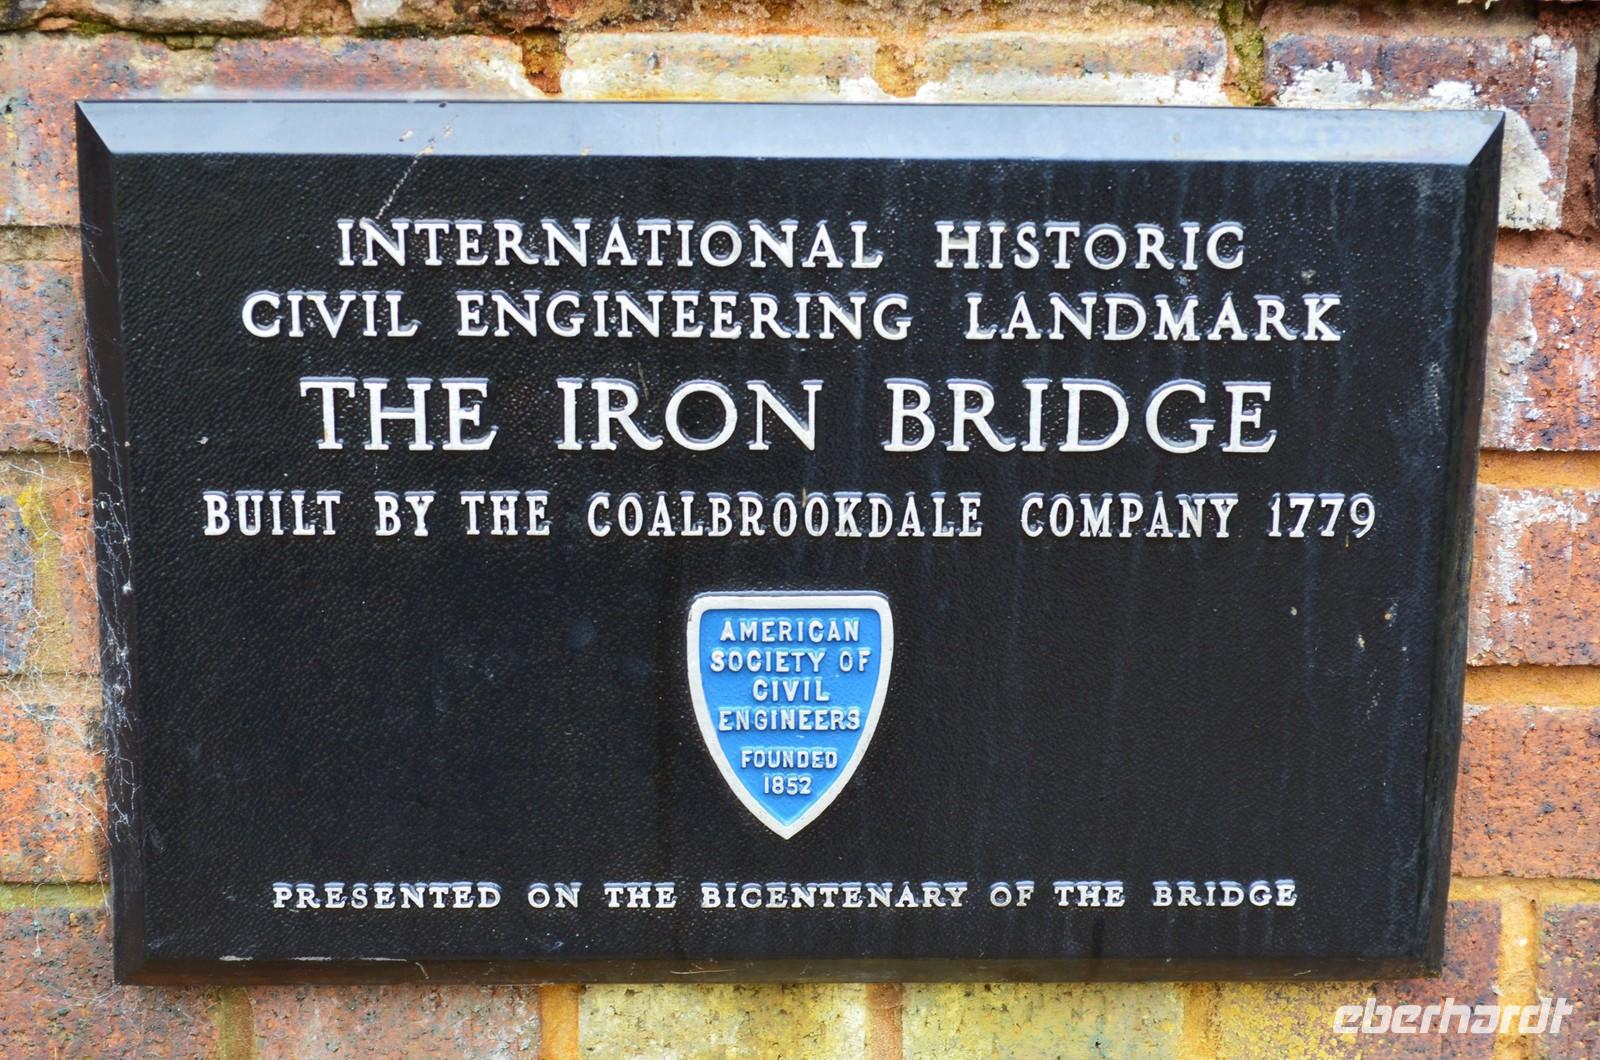 INTERNATIONAL HISTORIC
CIVIL ENGINEERING LANDMARK
THE IRON BRIDGE
BUILT BY THE COALBROOKDALE COMPANY 1779
AMERICAN
SOCIETY OF
CIVIL
ENGINEERS
FOUNDED
1852
PRESENTED ON THE BICENTENARY OF THE BRIDGE
eberhardt